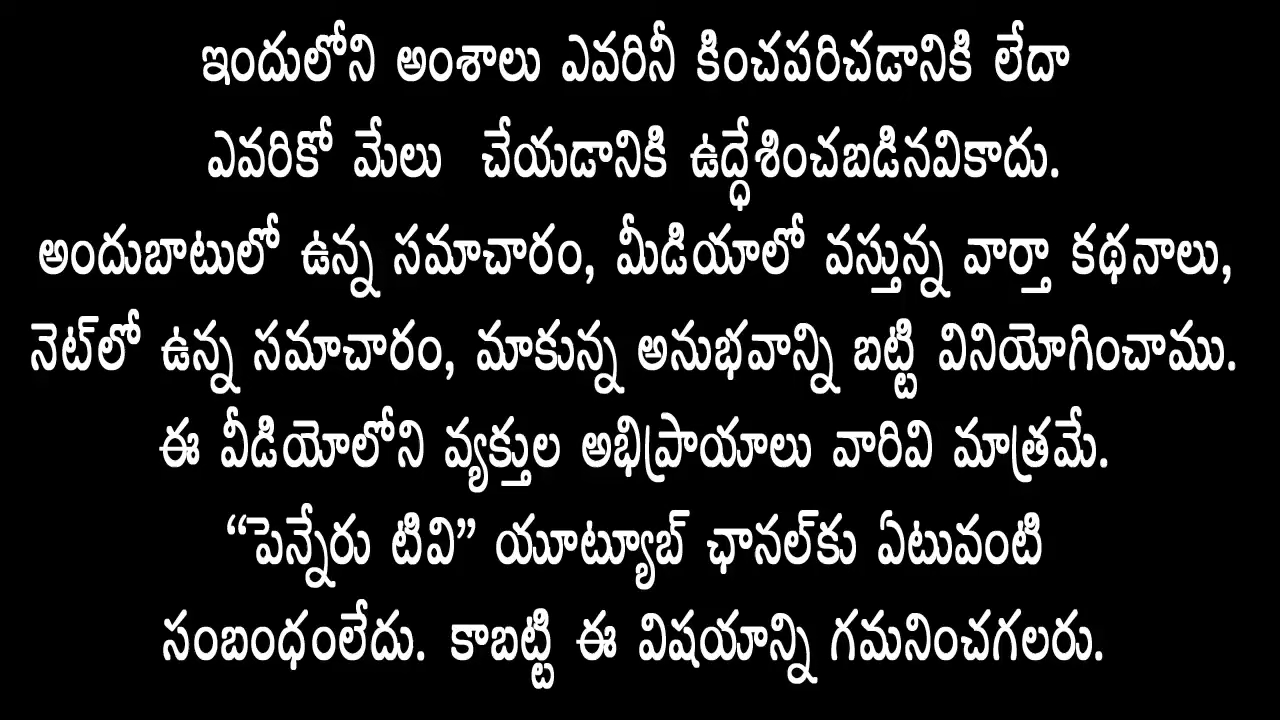 ఇందులోని అంశాలు ఎవరినీ కించపరిచడానికి లేదా
ఎవరికో మేలు చేయడానికి ఉద్ధేశించబడినవికాదు.
అందుబాటులో ఉన్న సమాచారం, మీడియాలో వస్తున్న వార్తా కథనాలు,
నెట్‌లో ఉన్న సమాచారం, మాకున్న అనుభవాన్ని బట్టి వినియోగించాము.
ఈ వీడియోలోని వ్యక్తుల అభిప్రాయాలు వారివి మాత్రమే.
“పెన్నేరు టివి” యూట్యూబ్ ఛానల్‌కు ఏటువంటి
సంబంధంలేదు. కాబట్టి ఈ విషయాన్ని గమనించగలరు.